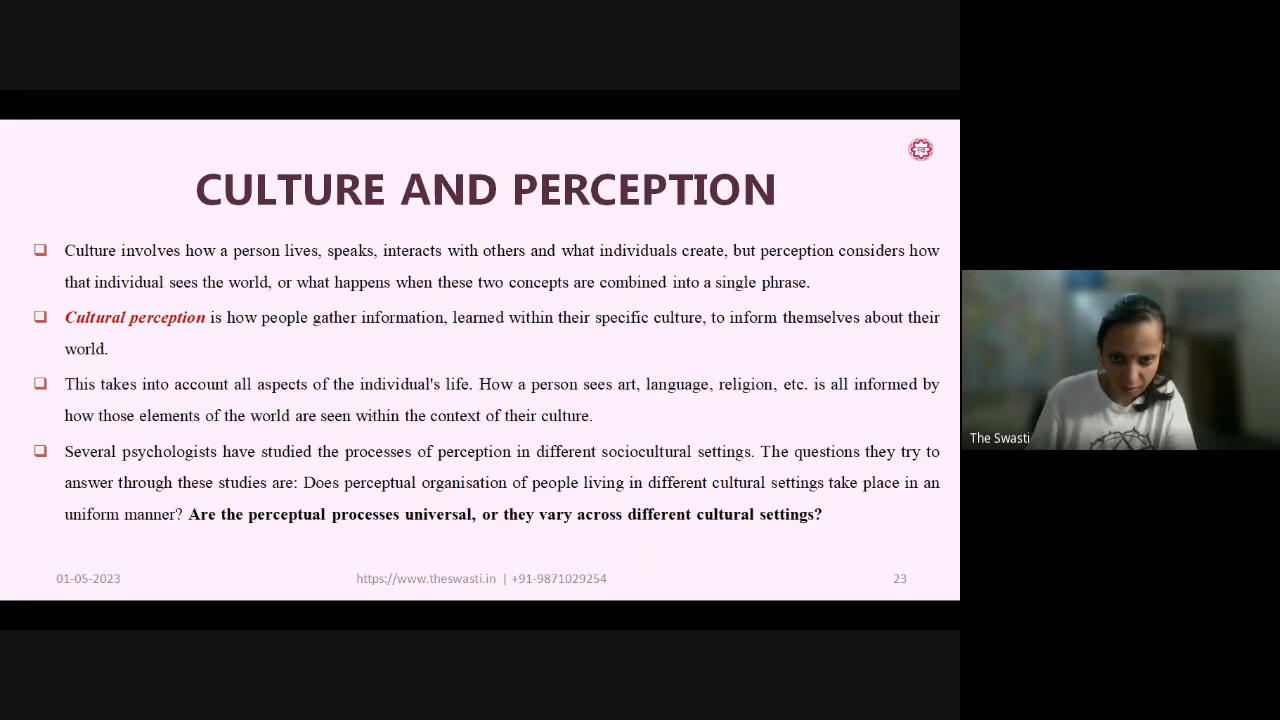 CULTURE AND PERCEPTION
Culture involves how a person lives, speaks, interacts with others and what individuals create, but perception considers how
that individual sees the world, or what happens when these two concepts are combined into a single phrase.
Cultural perception is how people gather information, learned within their specific culture, to inform themselves about their
world.
This takes into account all aspects of the individual's life. How a person sees art, language, religion, etc. is all informed by
how those elements of the world are seen within the context of their culture.
Several psychologists have studied the processes of perception in different sociocultural settings. The questions they try to
answer through these studies are: Does perceptual organisation of people living in different cultural settings take place in an
uniform manner? Are the perceptual processes universal, or they vary across different cultural settings?
01-05-2023
https://www.theswasti.in | +91-9871029254
23
The Swasti